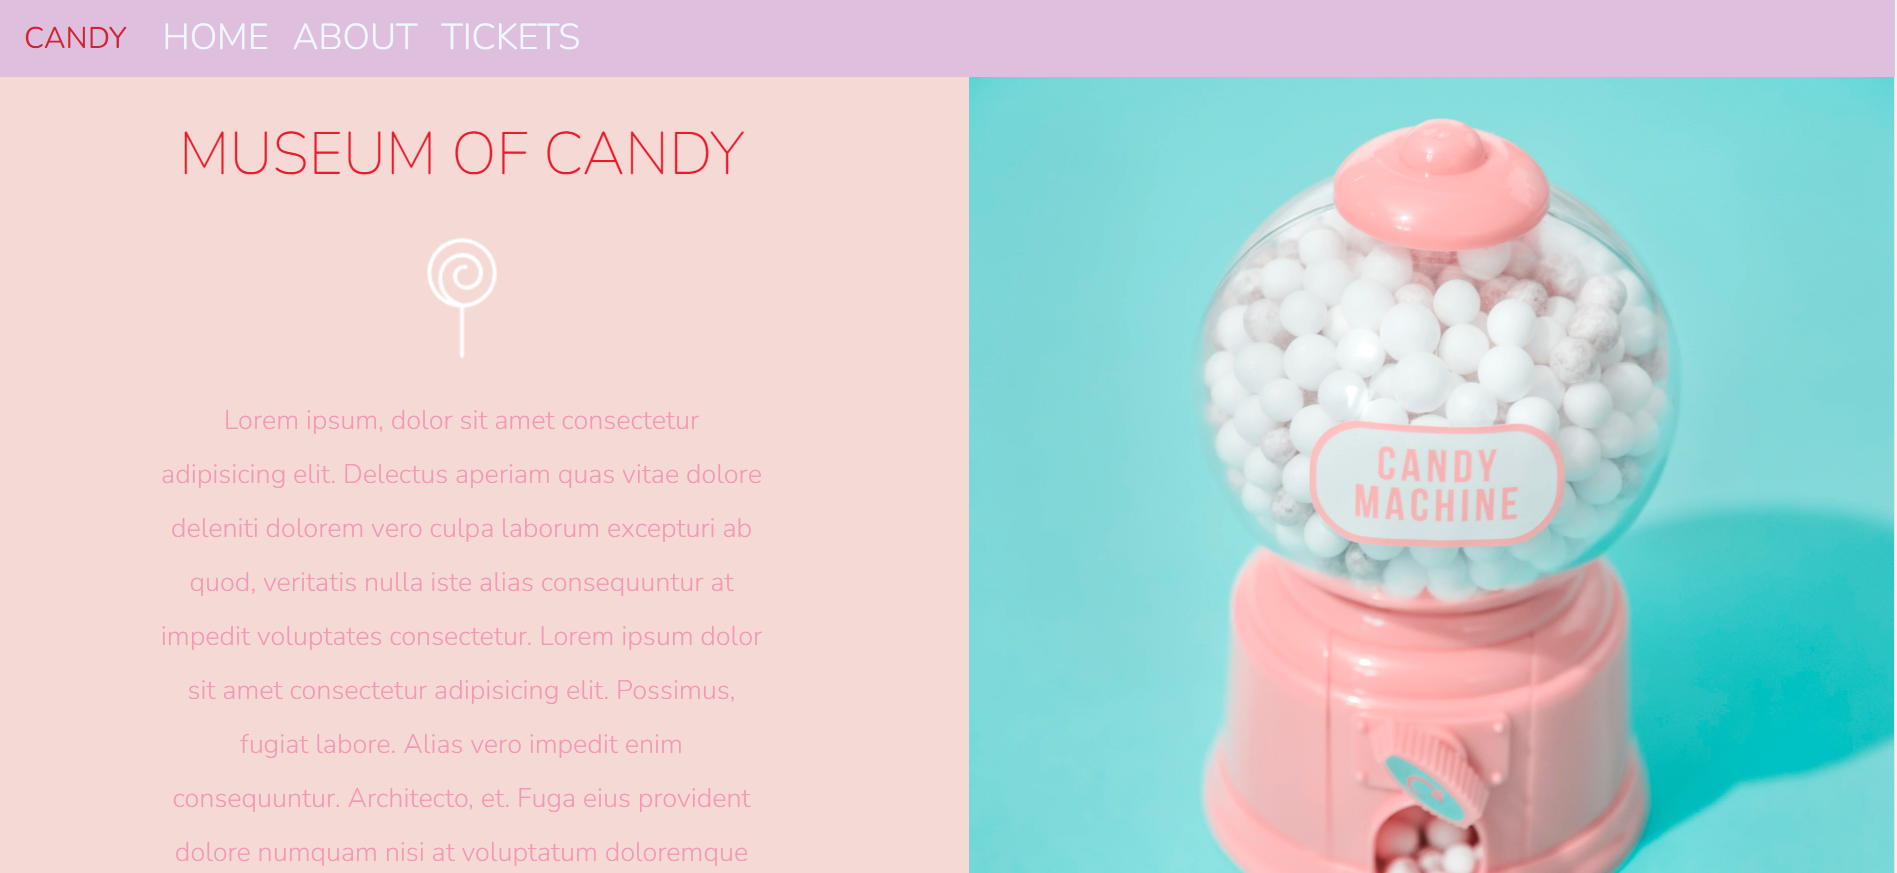 CANDY HOME ABOUT TICKETS
MUSEUM OF CANDY
Lorem ipsum, dolor sit amet consectetur
adipisicing elit. Delectus aperiam quas vitae dolore
deleniti dolorem vero culpa laborum excepturi ab
quod, veritatis nulla iste alias consequuntur at
impedit voluptates consectetur. Lorem ipsum dolor
sit amet consectetur adipisicing elit. Possimus,
fugiat labore. Alias vero impedit enim
consequuntur. Architecto, et. Fuga eius provident
dolore numquam nisi at voluptatum doloremque
CANDY
MACHINE